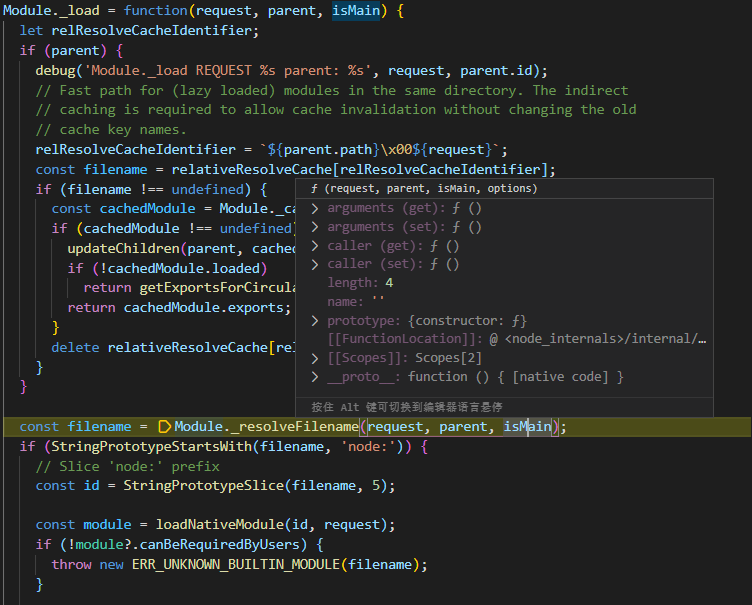 Module._load = function(request, parent, isMain) {
let relResolveCacheIdentifier;
if (parent) {
debug('Module._load REQUEST %s parent: %s', request, parent.id);
// Fast path for (lazy loaded) modules in the same directory. The indirect
// caching is required to allow cache invalidation without changing the old
// cache key names.
relResolveCacheIdentifier = `${parent.path}\x00${request}`;
const filename = relativeResolveCache[relResolveCacheIdentifier];
if (filename !== undefined) {
const cachedModule = Module._ca
if (cachedModule !== undefined)
updateChildren(parent, cached
if (!cachedModule.loaded)
return getExportsForCircula
return cachedModule.exports;
}
delete relativeResolveCache[rel
}
}
ƒ (request, parent, isMain, options)
arguments (get): ƒ ()
arguments (set): ƒ ()
caller (get): ƒ ()
caller (set): ƒ ()
length: 4
name: ''
prototype: {constructor: ƒ}
[[FunctionLocation]]: @ <node_internals>/internal/…
[[Scopes]]: Scopes[2]
__proto__: function () { [native code] }
按住 Alt 键可切换到编辑器语言悬停
const filename = Module._resolveFilename(request, parent, isMain);
if (StringPrototypeStartsWith(filename, 'node:')) {
// Slice 'node:' prefix
const id = StringPrototypeSlice(filename, 5);
const module = loadNativeModule(id, request);
if (!module?.canBeRequiredByUsers) {
throw new ERR_UNKNOWN_BUILTIN_MODULE(filename);
}